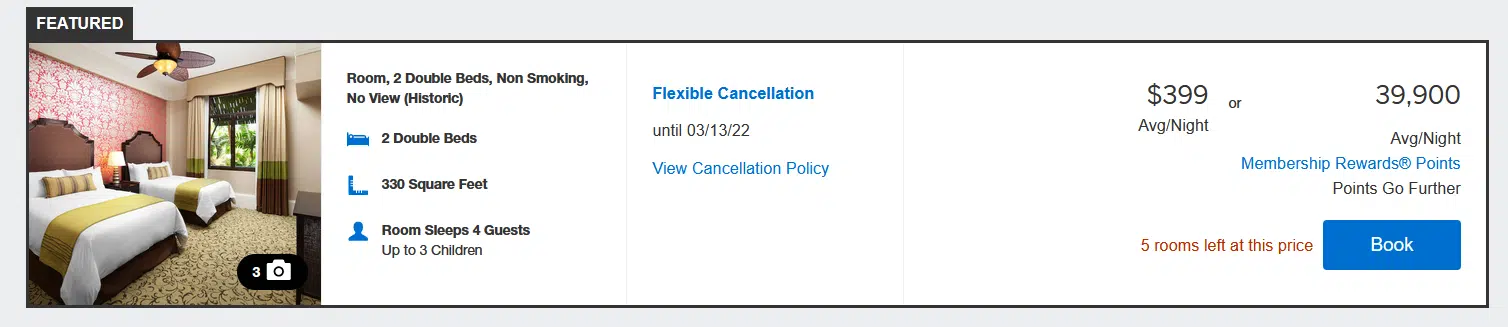 FEATURED
Room, 2 Double Beds, Non Smoking,
No View (Historic)
2 Double Beds
330 Square Feet
Room Sleeps 4 Guests
Up to 3 Children
3
Flexible Cancellation
until 03/13/22
View Cancellation Policy
$399 or 39,900
Avg/Night
Avg/Night
Membership Rewards® Points
Points Go Further
5 rooms left at this price
Book